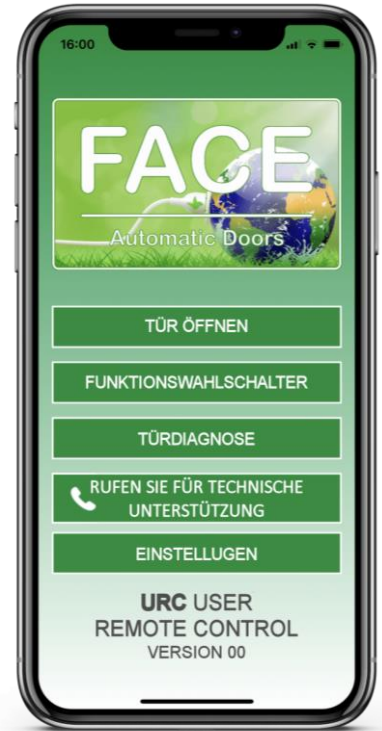 16:00
FACE
Automatic Doors
TÜR ÖFFNEN
FUNKTIONSWAHLSCHALTER
TÜRDIAGNOSE
RUFEN SIE FÜR TECHNISCHE
UNTERSTÜTZUNG
EINSTELLUGEN
URC USER
REMOTE CONTROL
VERSION 00